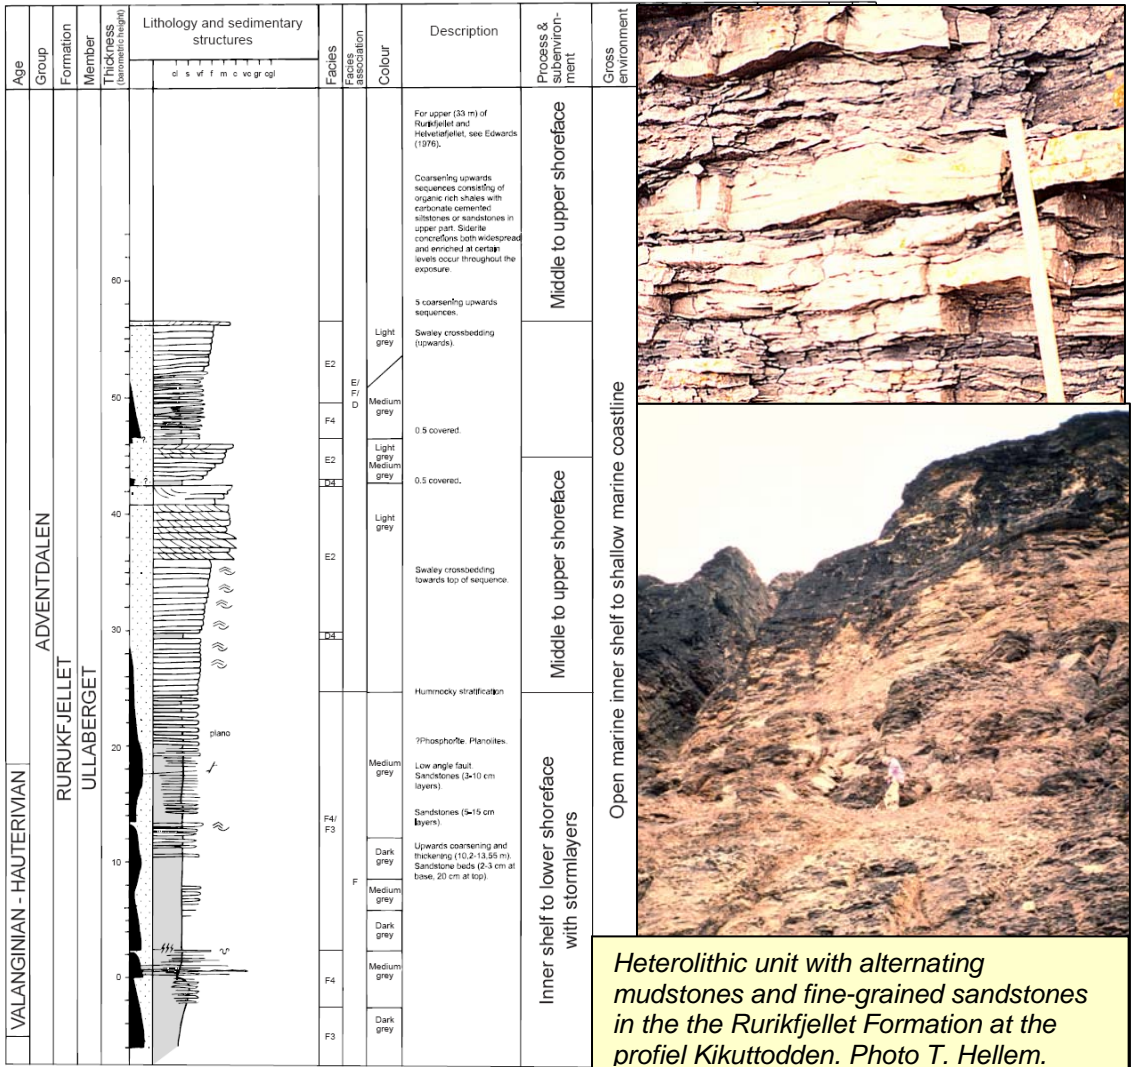 Age
Group
Formation
Member
Thickness
(barometric height)
Lithology and sedimentary
structures
cl s vf f m c vc gr cgl
Facies
Facies
association
Colour
Description
Process &
subenviron-
ment
Gross
environment
VALANGINIAN - HAUTERIVIAN
ADVENTDALEN
RURUKFJELLET
ULLABERGET
60
50
40
30
20
10
0
?
?
plano
E2
F4
E2
D4
E2
D4
F4/
F3
F4
F3
E/
F/
D
F
Light
grey
Medium
grey
Light
grey
Medium
grey
Light
grey
Medium
grey
Dark
grey
Medium
grey
Dark
grey
Medium
grey
Dark
grey
For upper (33 m) of
Rurikfjellet and
Helvetiafjellet, see Edwards
(1976).
Coarsening upwards
sequences consisting of
organic rich shales with
carbonate cemented
siltstones or sandstones in
upper part. Siderite
concretions both widespread
and enriched at certain
levels occur throughout the
exposure.
5 coarsening upwards
sequences.
Swaley crossbedding
(upwards).
0.5 covered.
0.5 covered.
Swaley crossbedding
towards top of sequence.
Hummocky stratification
?Phosphorite. Planolites.
Low angle fault.
Sandstones (3-10 cm
layers).
Sandstones (5-15 cm
layers).
Upwards coarsening and
thickening (10,2-13,55 m).
Sandstone beds (2-3 cm at
base, 20 cm at top).
Middle to upper shoreface
Middle to upper shoreface
Inner shelf to lower shoreface
with stormlayers
Open marine inner shelf to shallow marine coastline
Heterolithic unit with alternating
mudstones and fine-grained sandstones
in the the Rurikfjellet Formation at the
profiel Kikuttodden. Photo T. Hellem.